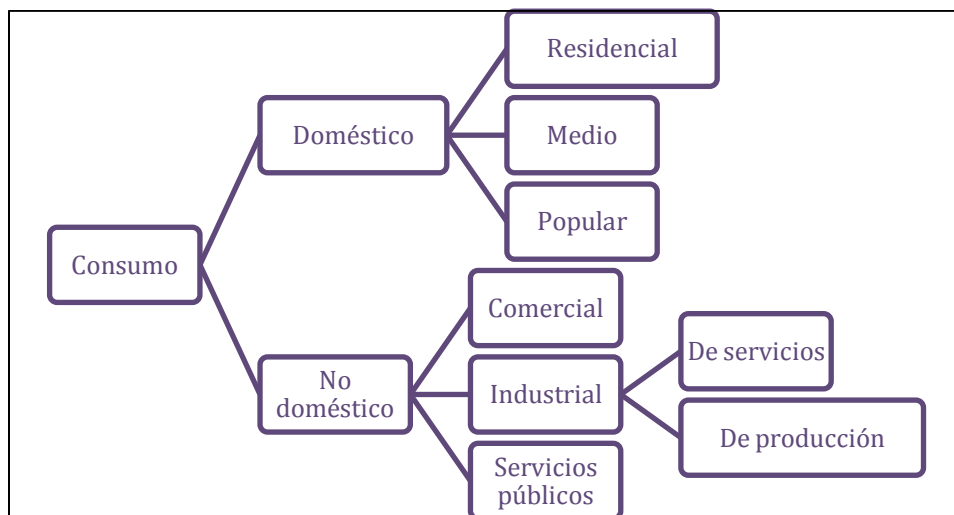 Residencial
Doméstico
Medio
Popular
Consumo
Comercial
De servicios
No
doméstico
Industrial
De producción
Servicios
públicos